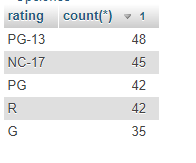 rating count(*) 1
PG-13 48
NC-17 45
PG 42
R 42
G 35